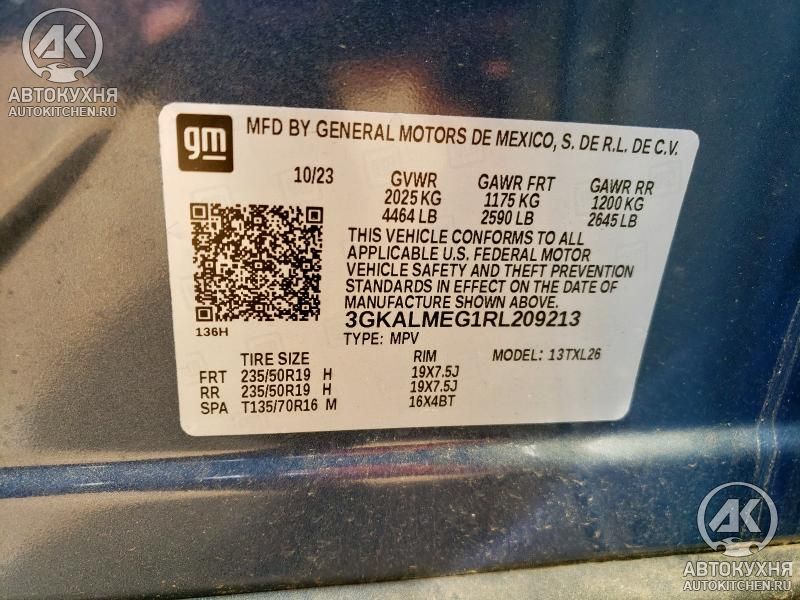 AK
АВТОКУХНЯ
AUTOKITCHEN.RU
gm MFD BY GENERAL MOTORS DE MEXICO, S. DE R.L. DE C.V.
10/23 GVWR GAWR FRT GAWR RR
2025 KG 1175 KG 1200 KG
4464 LB 2590 LB 2645 LB
THIS VEHICLE CONFORMS TO ALL
APPLICABLE U.S. FEDERAL MOTOR
VEHICLE SAFETY AND THEFT PREVENTION
STANDARDS IN EFFECT ON THE DATE OF
MANUFACTURE SHOWN ABOVE.
136H 3GKALMEG1RL209213
TYPE: MPV MODEL: 13TXL26
TIRE SIZE RIM
FRT 235/50R19 H 19X7.5J
RR 235/50R19 H 19X7.5J
SPA T135/70R16 M 16X4BT
AK
АВТОКУХНЯ
AUTOKITCHEN.RU